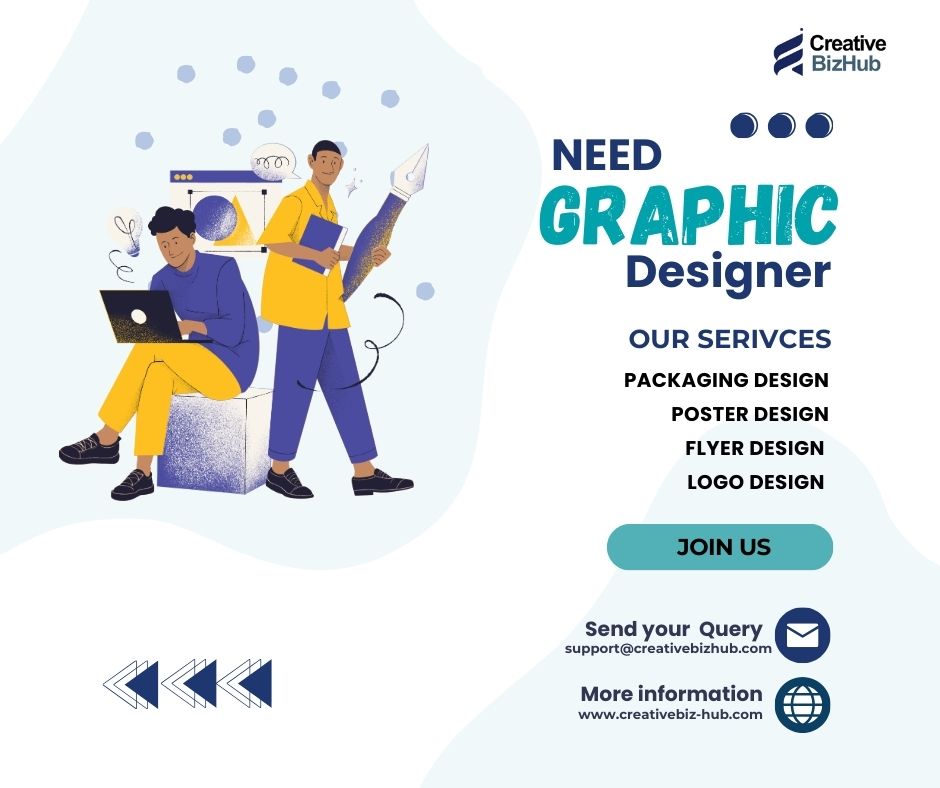 Creative
BizHub
NEED
GRAPHIC
Designer
OUR SERIVCES
PACKAGING DESIGN
POSTER DESIGN
FLYER DESIGN
LOGO DESIGN
JOIN US
Send your Query
support@creativebizhub.com
More information
www.creativebiz-hub.com